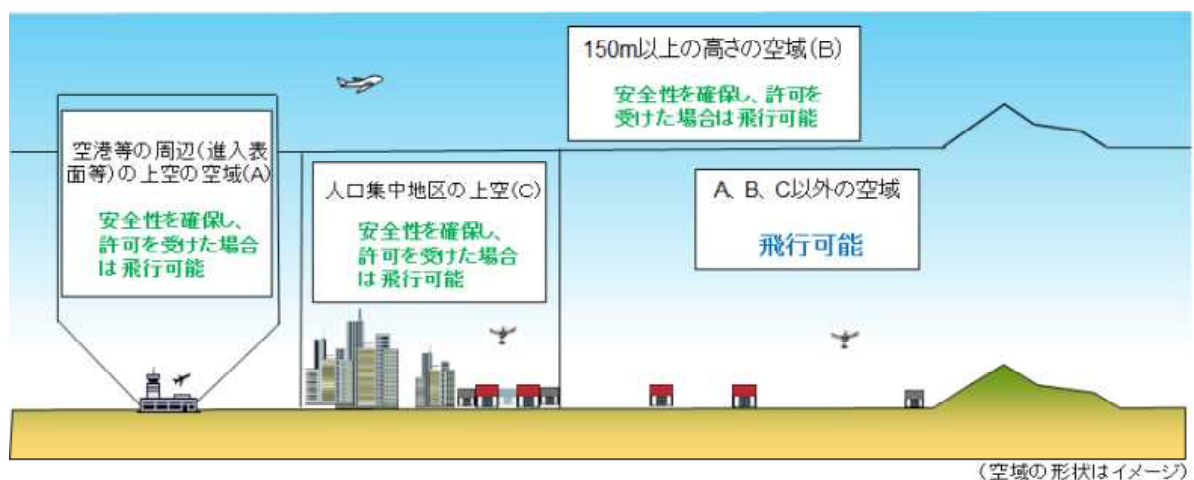 150m以上の高さの空域(B)
安全性を確保し、許可を
受けた場合は飛行可能
空港等の周辺(進入表
面等)の上空の空域(A)
安全性を確保し、
許可を受けた場合
は飛行可能
人口集中地区の上空(C)
安全性を確保し、
許可を受けた場合
は飛行可能
A、B、C以外の空域
飛行可能
(空域の形状はイメージ)